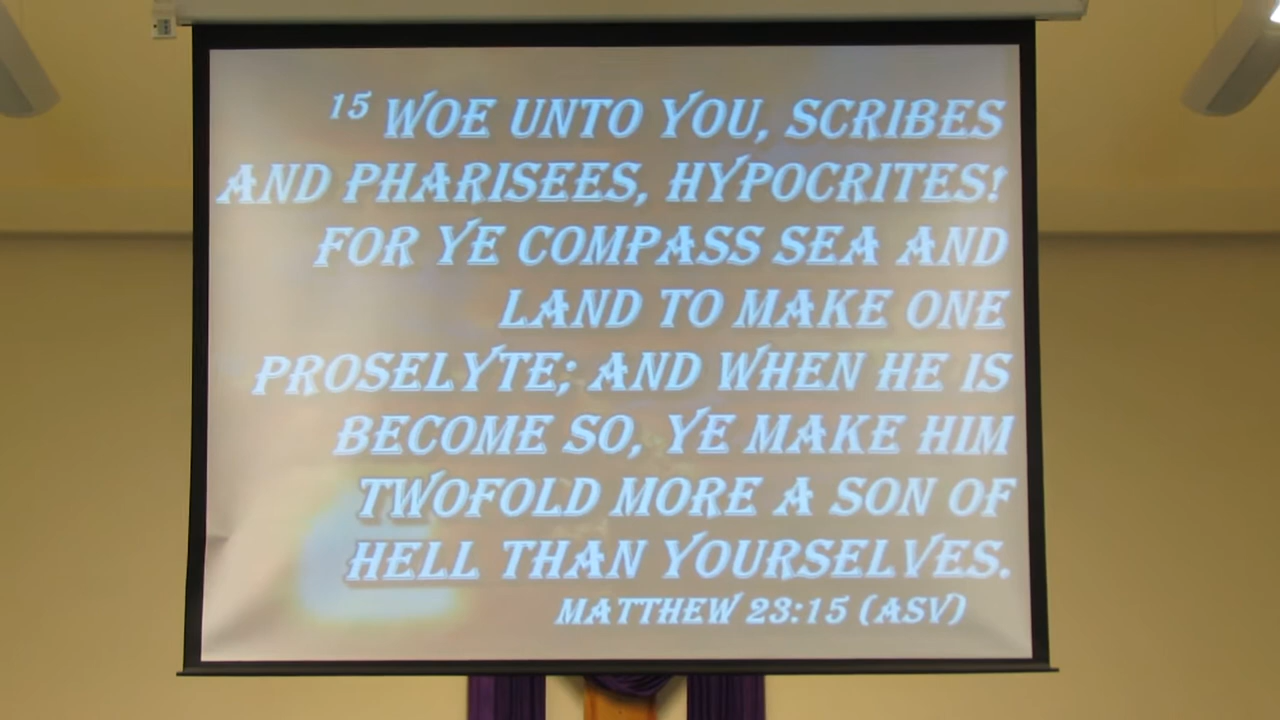 15 WOE UNTO YOU, SCRIBES
AND PHARISEES, HYPOCRITES!
FOR YE COMPASS SEA AND
LAND TO MAKE ONE
PROSELYTE; AND WHEN HE IS
BECOME SO, YE MAKE HIM
TWOFOLD MORE A SON OF
HELL THAN YOURSELVES.
MATTHEW 23:15 (ASV)